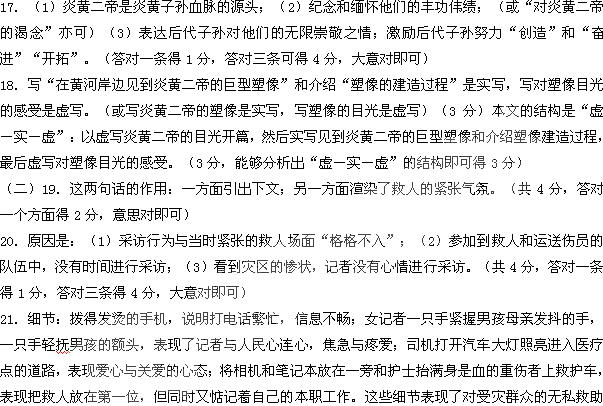 17. （1）炎黄二帝是炎黄子孙血脉的源头；（2）纪念和缅怀他们的丰功伟绩；（或“对炎黄二帝
的渴念”亦可）（3）表达后代子孙对他们的无限崇敬之情；激励后代子孙努力“创造”和“奋
进”“开拓”。（答对一条得1分，答对三条可得4分，大意对即可）
18. 写“在黄河岸边见到炎黄二帝的巨型塑像”和介绍“塑像的建造过程”是实写，写对塑像目光
的感受是虚写。（或写炎黄二帝的塑像是实写，写塑像的目光是虚写）（3 分）本文的结构是“虚
—实—虚”：以虚写炎黄二帝的目光开篇，然后实写见到炎黄二帝的巨型塑像和介绍塑像建造过程，
最后虚写对塑像目光的感受。（3分，能够分析出“虚—实—虚”的结构即可得3分）
（二）19. 这两句话的作用：一方面引出下文；另一方面渲染了救人的紧张气氛。（共4分，答对
一个方面得2分，意思对即可）
20. 原因是：（1）采访行为与当时紧张的救人场面“格格不入”；（2）参加到救人和运送伤员的
队伍中，没有时间进行采访；（3）看到灾区的惨状，记者没有心情进行采访。（共4分，答对一条
得1分，答对三条得4分，大意对即可）
21. 细节：拨得发烫的手机，说明打电话繁忙，信息不畅；女记者一只手紧握男孩母亲发抖的手，
一只手轻抚男孩的额头，表现了记者与人民心连心，焦急与疼爱；司机打开汽车大灯照亮进入医疗
点的道路，表现爱心与关爱的心态；将相机和笔记本放在一旁和护士抬满身是血的重伤者上救护车，
表现把救人放在第一位，但同时又惦记着自己的本职工作。这些细节表现了对受灾群众的无私救助